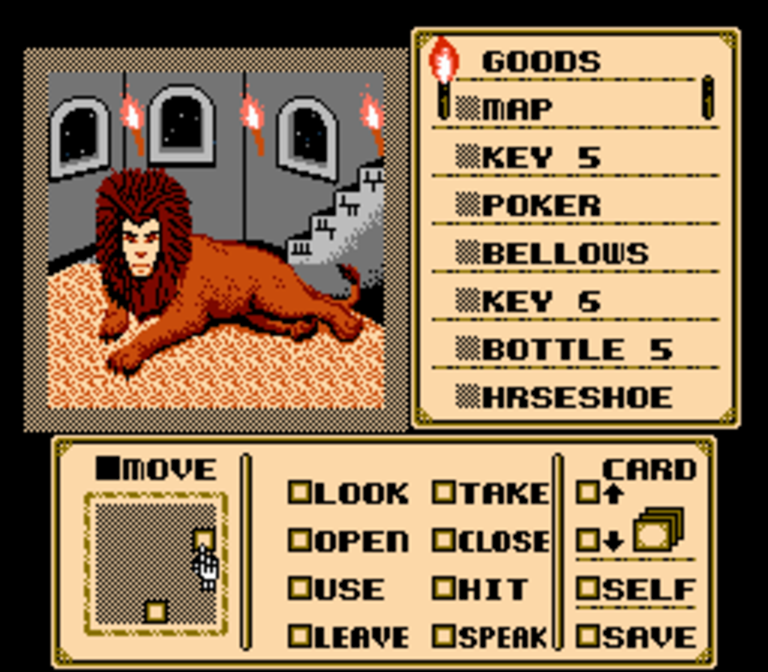 GOODS
MAP
KEY 5
POKER
BELLOWS
KEY 6
BOTTLE 5
HRSESHOE
MOVE
LOOK TAKE
OPEN CLOSE
USE HIT
LEAVE SPEAK
CARD
SELF
SAVE